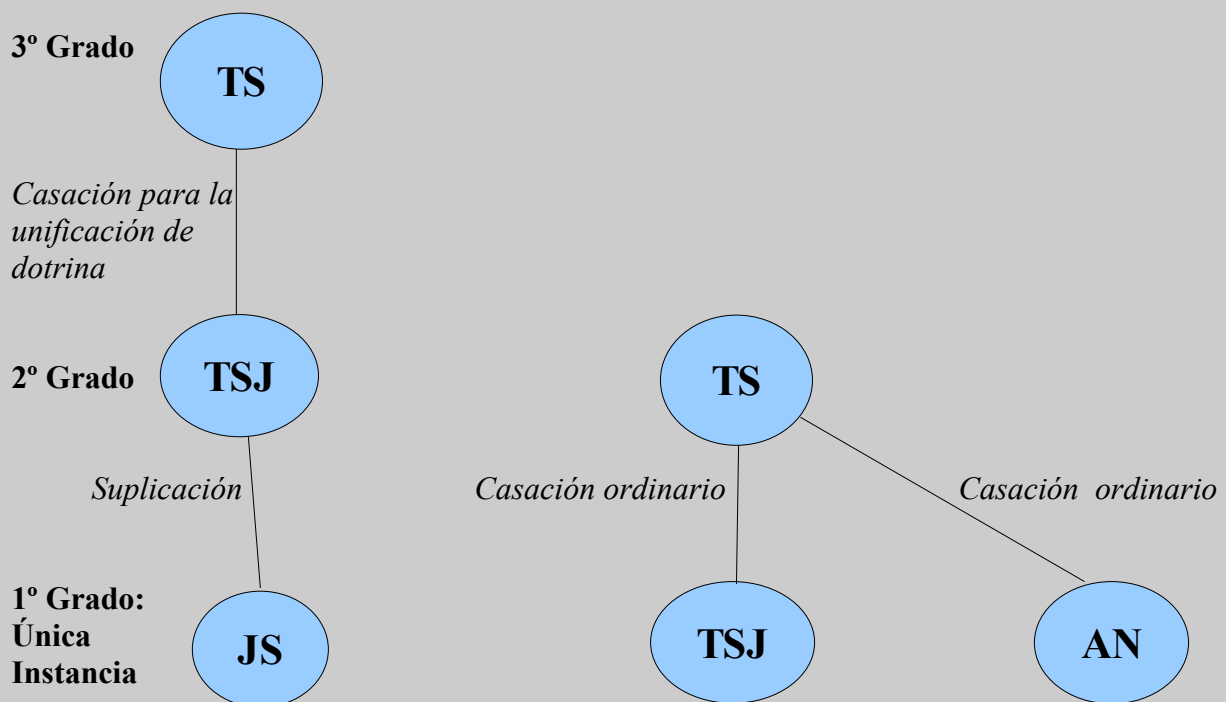 3º Grado
TS
Casación para la
unificación de
dotrina
2º Grado
TSJ
TS
Suplicación
Casación ordinario
Casación  ordinario
1º Grado:
Única
Instancia
JS
TSJ
AN